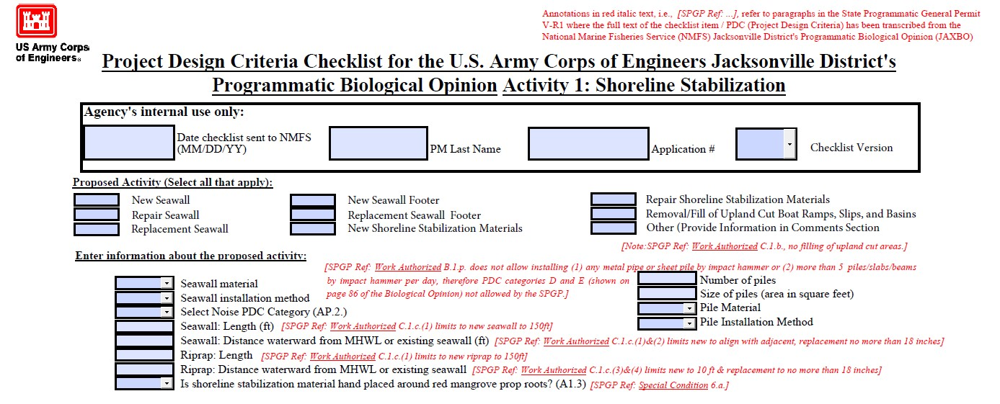 US Army Corps
of Engineers®
Annotations in red italic text, i.e., [SPGP Ref: ...], refer to paragraphs in the State Programmatic General Permit
V-R1 where the full text of the checklist item / PDC (Project Design Criteria) has been transcribed from the
National Marine Fisheries Service (NMFS) Jacksonville District's Programmatic Biological Opinion (JAXBO)
Project Design Criteria Checklist for the U.S. Army Corps of Engineers Jacksonville District's
Programmatic Biological Opinion Activity 1: Shoreline Stabilization
Agency's internal use only:
Date checklist sent to NMFS
(MM/DD/YY)
PM Last Name
Application #
Checklist Version
Proposed Activity (Select all that apply):
New Seawall
Repair Seawall
Replacement Seawall
New Seawall Footer
Replacement Seawall Footer
New Shoreline Stabilization Materials
Repair Shoreline Stabilization Materials
Removal/Fill of Upland Cut Boat Ramps, Slips, and Basins
Other (Provide Information in Comments Section
[Note:SPGP Ref: Work Authorized C.1.b., no filling of upland cut areas.]
Enter information about the proposed activity:
[SPGP Ref: Work Authorized B.1.p. does not allow installing (1) any metal pipe or sheet pile by impact hammer or (2) more than 5 piles/slabs/beams
by impact hammer per day, therefore PDC categories D and E (shown on
page 86 of the Biological Opinion) not allowed by the SPGP.]
Seawall material
Seawall installation method
Select Noise PDC Category (AP.2.)
Number of piles
Size of piles (area in square feet)
Pile Material
Pile Installation Method
Seawall: Length (ft) [SPGP Ref: Work Authorized C.1.c.(1) limits to new seawall to 150ft]
Seawall: Distance waterward from MHWL or existing seawall (ft) [SPGP Ref: Work Authorized C.1.c.(1)&(2) limits new to align with adjacent, replacement no more than 18 inches]
Riprap: Length [SPGP Ref: Work Authorized C.1.c.(1) limits to new riprap to 150ft]
Riprap: Distance waterward from MHWL or existing seawall [SPGP Ref: Work Authorized C.1.c.(3)&(4) limits new to 10 ft & replacement to no more than 18 inches]
Is shoreline stabilization material hand placed around red mangrove prop roots? (A1.3) [SPGP Ref: Special Condition 6.a.]